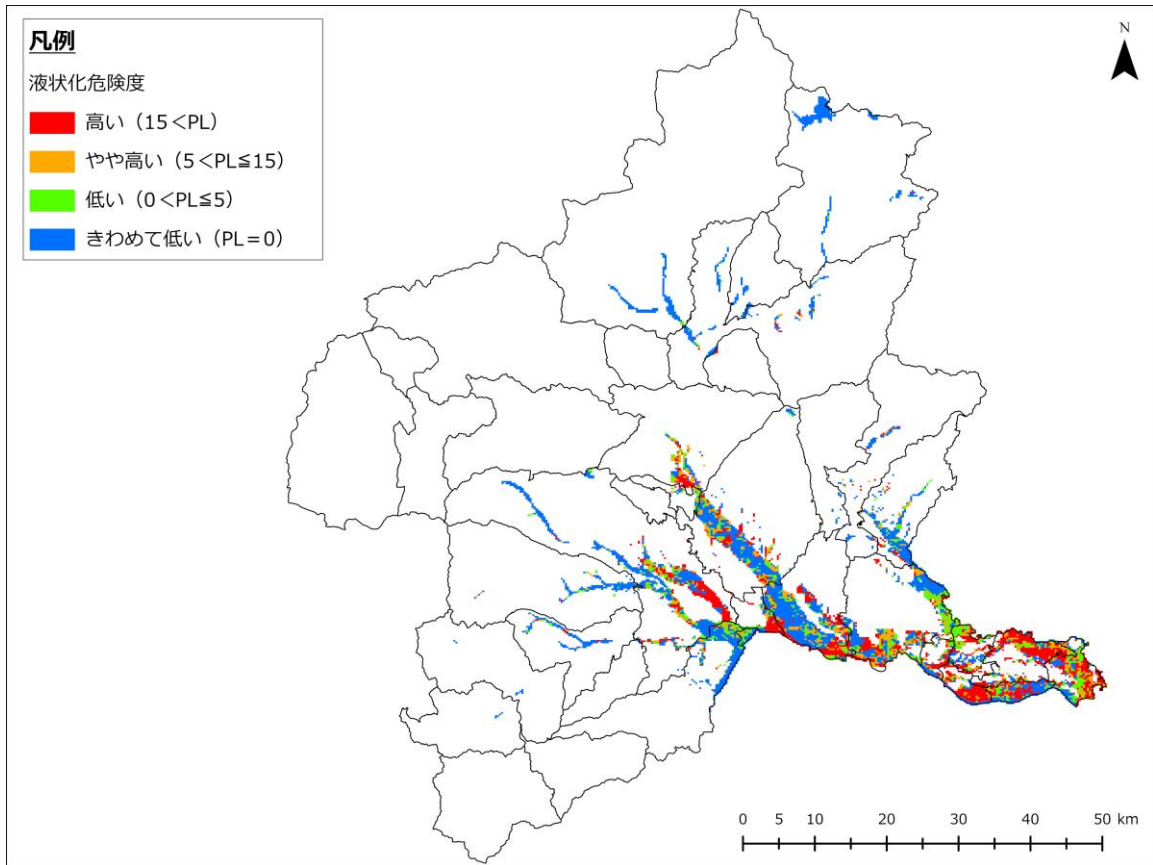 凡例
液状化危険度
高い（15＜PL）
やや高い（5＜PL≦15）
低い（0＜PL≦5）
きわめて低い（PL＝0）
N
0 5 10 20 30 40 50 km